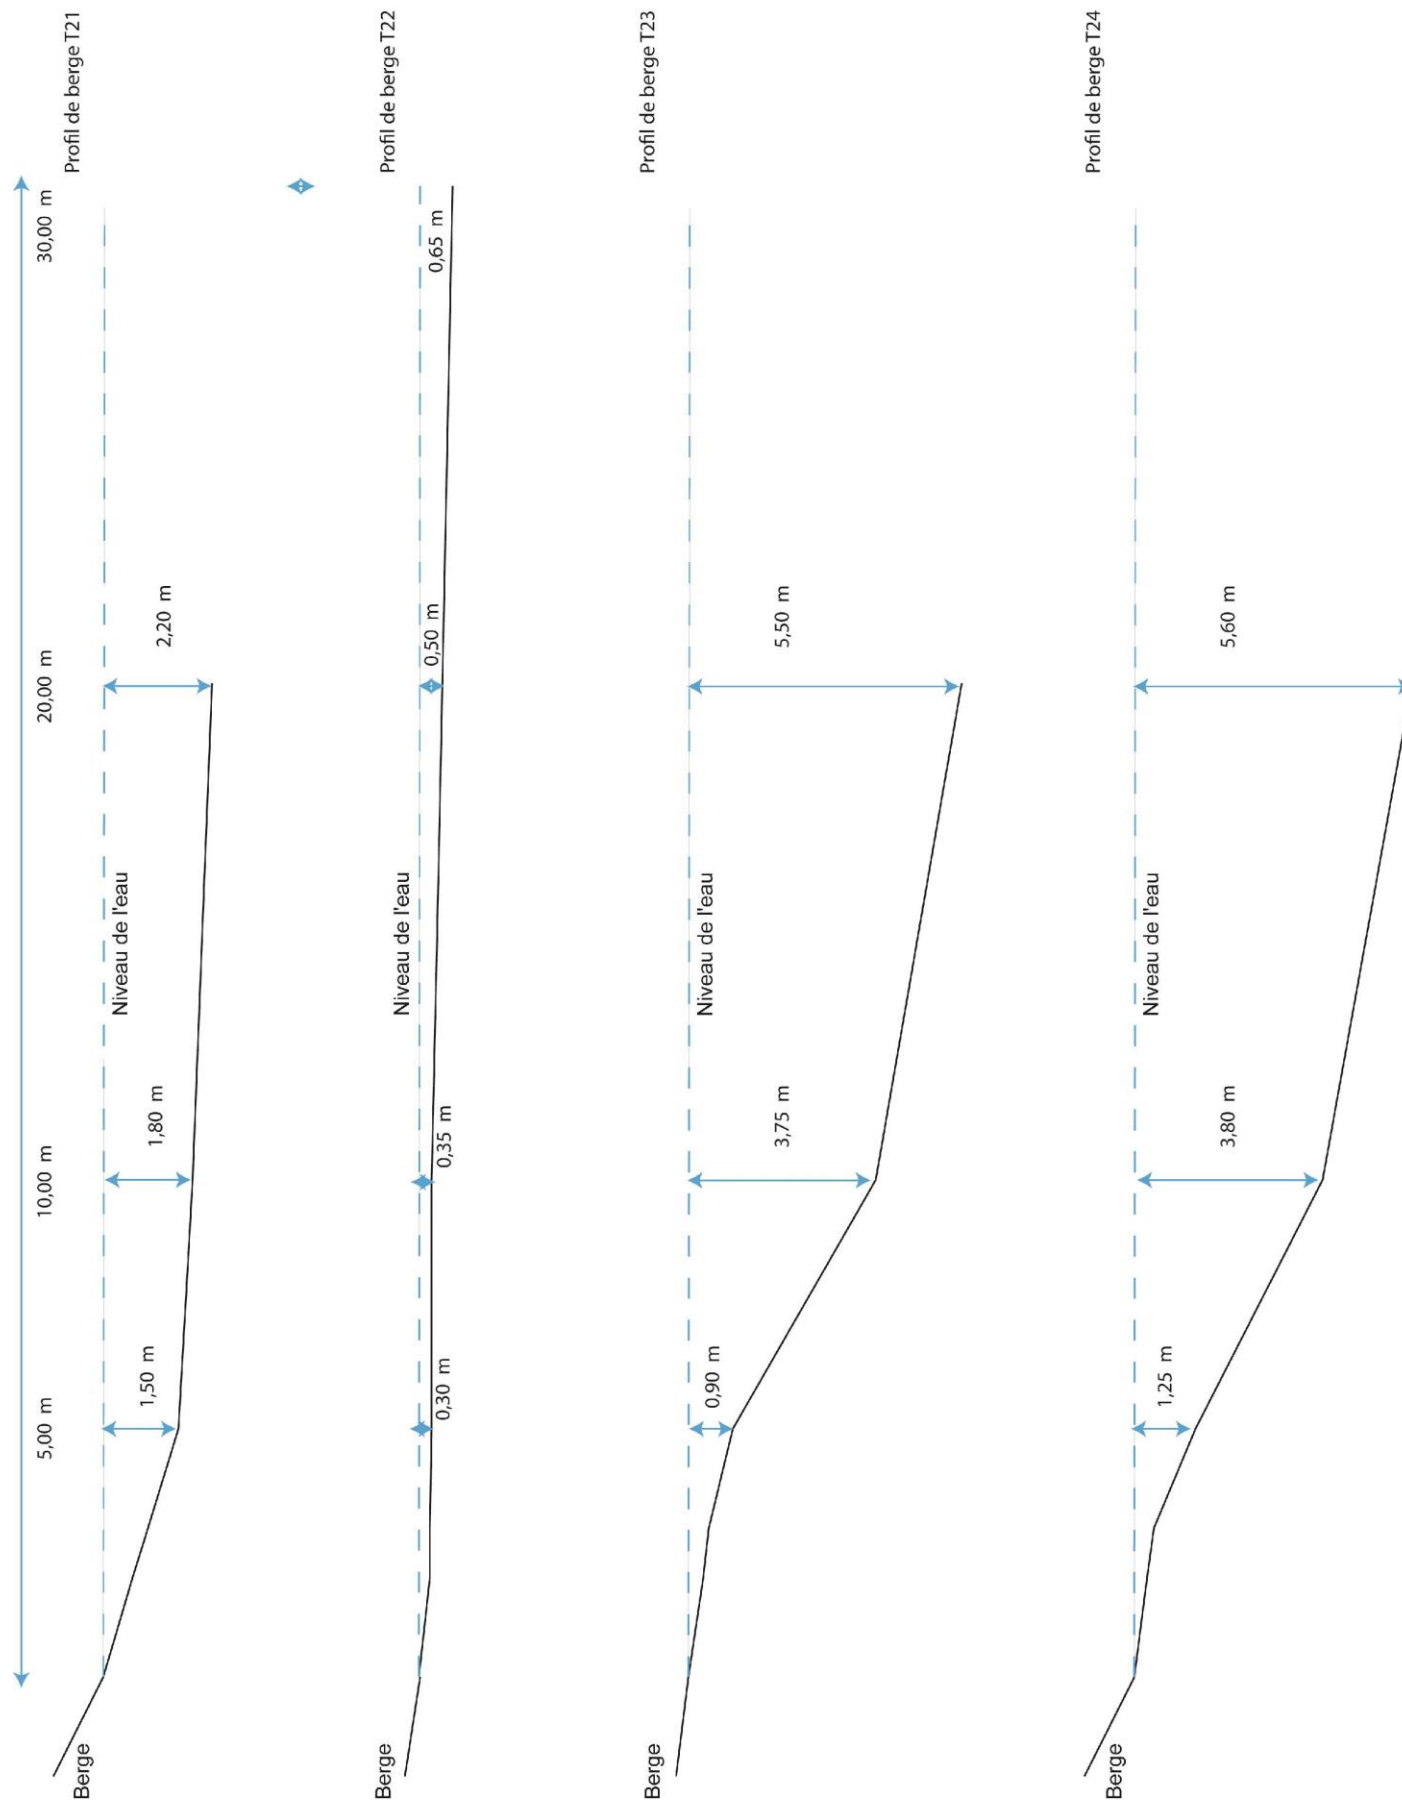 5,00 m
10,00 m
20,00 m
30,00 m
Profil de berge T21
Berge
1,50 m
1,80 m
2,20 m
Niveau de l'eau
Profil de berge T22
Berge
0,30 m
0,35 m
0,50 m
0,65 m
Niveau de l'eau
Profil de berge T23
Berge
0,90 m
3,75 m
5,50 m
Niveau de l'eau
Profil de berge T24
Berge
1,25 m
3,80 m
5,60 m
Niveau de l'eau